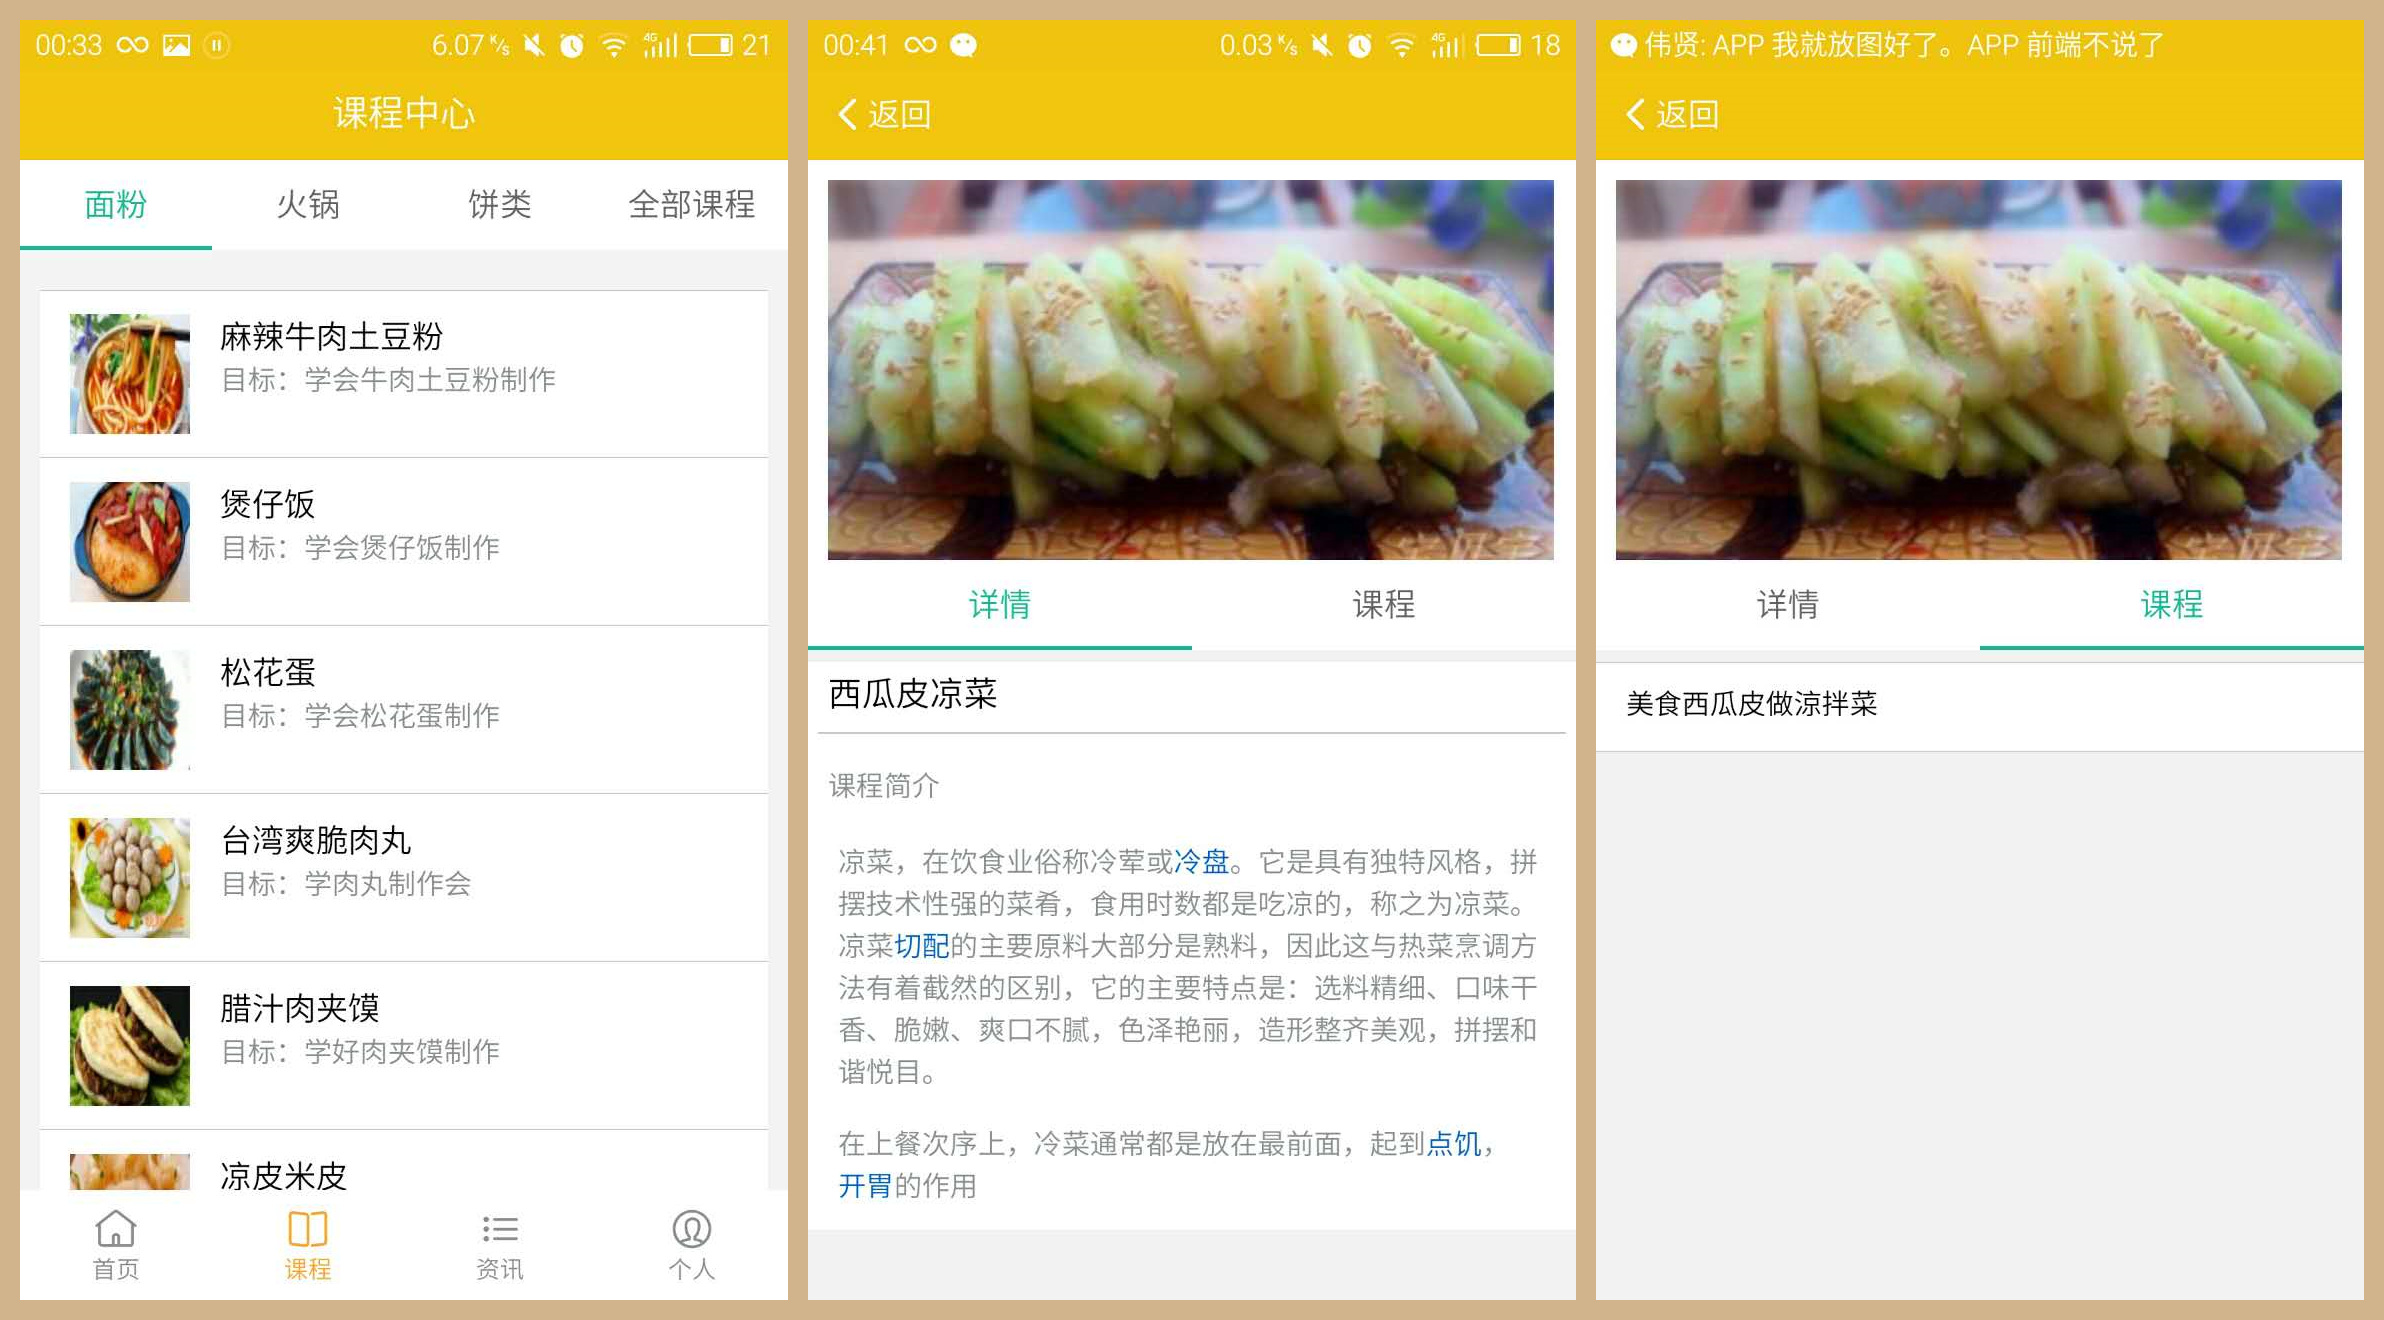 00:33
6.07 K/s 4G 21
课程中心
面粉 火锅 饼类 全部课程
麻辣牛肉土豆粉
目标：学会牛肉土豆粉制作
煲仔饭
目标：学会煲仔饭制作
松花蛋
目标：学会松花蛋制作
台湾爽脆肉丸
目标：学肉丸制作会
腊汁肉夹馍
目标：学好肉夹馍制作
凉皮米皮
首页 课程 资讯 个人
00:41
0.03 K/s 4G 18
返回
详情 课程
西瓜皮凉菜
课程简介
凉菜，在饮食业俗称冷荤或冷盘。它是具有独特风格，拼
摆技术性强的菜肴，食用时数都是吃凉的，称之为凉菜。
凉菜切配的主要原料大部分是熟料，因此这与热菜烹调方
法有着截然的区别，它的主要特点是：选料精细、口味干
香、脆嫩、爽口不腻，色泽艳丽，造形整齐美观，拼摆和
谐悦目。
在上餐次序上，冷菜通常都是放在最前面，起到点饥，
开胃的作用
伟贤: APP 我就放图好了。APP 前端不说了
返回
详情 课程
美食西瓜皮做凉拌菜